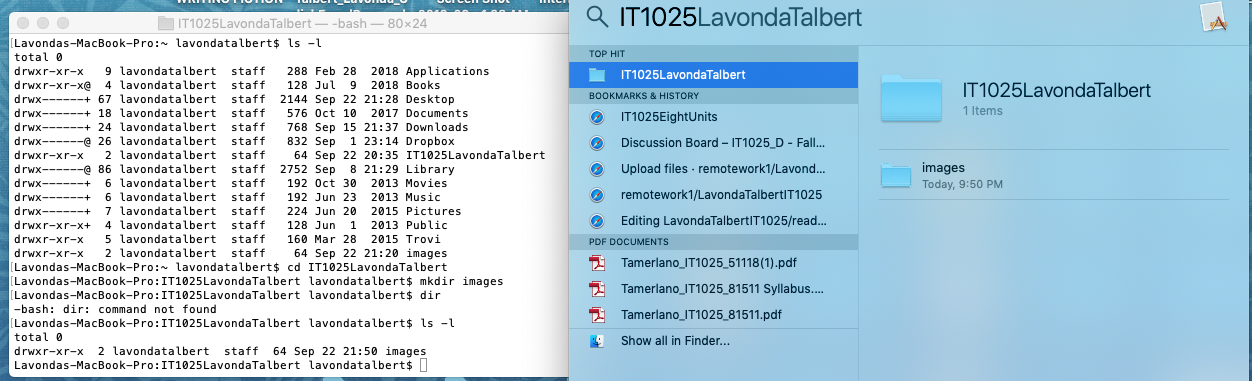 IT1025LavondaTalbert — -bash — 80×24
[Lavondas-MacBook-Pro:~ lavondatalbert$ ls -l
total 0
drwxr-xr-x   9 lavondatalbert  staff   288 Feb 28  2018 Applications
drwxr-xr-x@  4 lavondatalbert  staff   128 Jul  9  2018 Books
drwx------+ 67 lavondatalbert  staff  2144 Sep 22 21:28 Desktop
drwx------+ 18 lavondatalbert  staff   576 Oct 10  2017 Documents
drwx------+ 24 lavondatalbert  staff   768 Sep 15 21:37 Downloads
drwx------@ 26 lavondatalbert  staff   832 Sep  1 23:14 Dropbox
drwxr-xr-x   2 lavondatalbert  staff    64 Sep 22 20:35 IT1025LavondaTalbert
drwx------@ 86 lavondatalbert  staff  2752 Sep  8 21:29 Library
drwx------+  6 lavondatalbert  staff   192 Oct 30  2013 Movies
drwx------+  6 lavondatalbert  staff   192 Jun 23  2013 Music
drwx------+  7 lavondatalbert  staff   224 Jun 20  2015 Pictures
drwxr-xr-x+  4 lavondatalbert  staff   128 Jun  1  2013 Public
drwxr-xr-x   5 lavondatalbert  staff   160 Mar 28  2015 Trovi
drwxr-xr-x   2 lavondatalbert  staff    64 Sep 22 21:20 images
[Lavondas-MacBook-Pro:~ lavondatalbert$ cd IT1025LavondaTalbert
[Lavondas-MacBook-Pro:IT1025LavondaTalbert lavondatalbert$ mkdir images
[Lavondas-MacBook-Pro:IT1025LavondaTalbert lavondatalbert$ dir
-bash: dir: command not found
[Lavondas-MacBook-Pro:IT1025LavondaTalbert lavondatalbert$ ls -l
total 0
drwxr-xr-x  2 lavondatalbert  staff  64 Sep 22 21:50 images
Lavondas-MacBook-Pro:IT1025LavondaTalbert lavondatalbert$
IT1025LavondaTalbert
TOP HIT
IT1025LavondaTalbert
BOOKMARKS & HISTORY
IT1025EightUnits
Discussion Board – IT1025_D - Fall...
Upload files · remotework1/Lavond...
remotework1/LavondaTalbertIT1025
Editing LavondaTalbertIT1025/read...
PDF DOCUMENTS
Tamerlano_IT1025_51118(1).pdf
Tamerlano_IT1025_81511 Syllabus....
Tamerlano_IT1025_81511.pdf
Show all in Finder...
IT1025LavondaTalbert
1 Items
images
Today, 9:50 PM